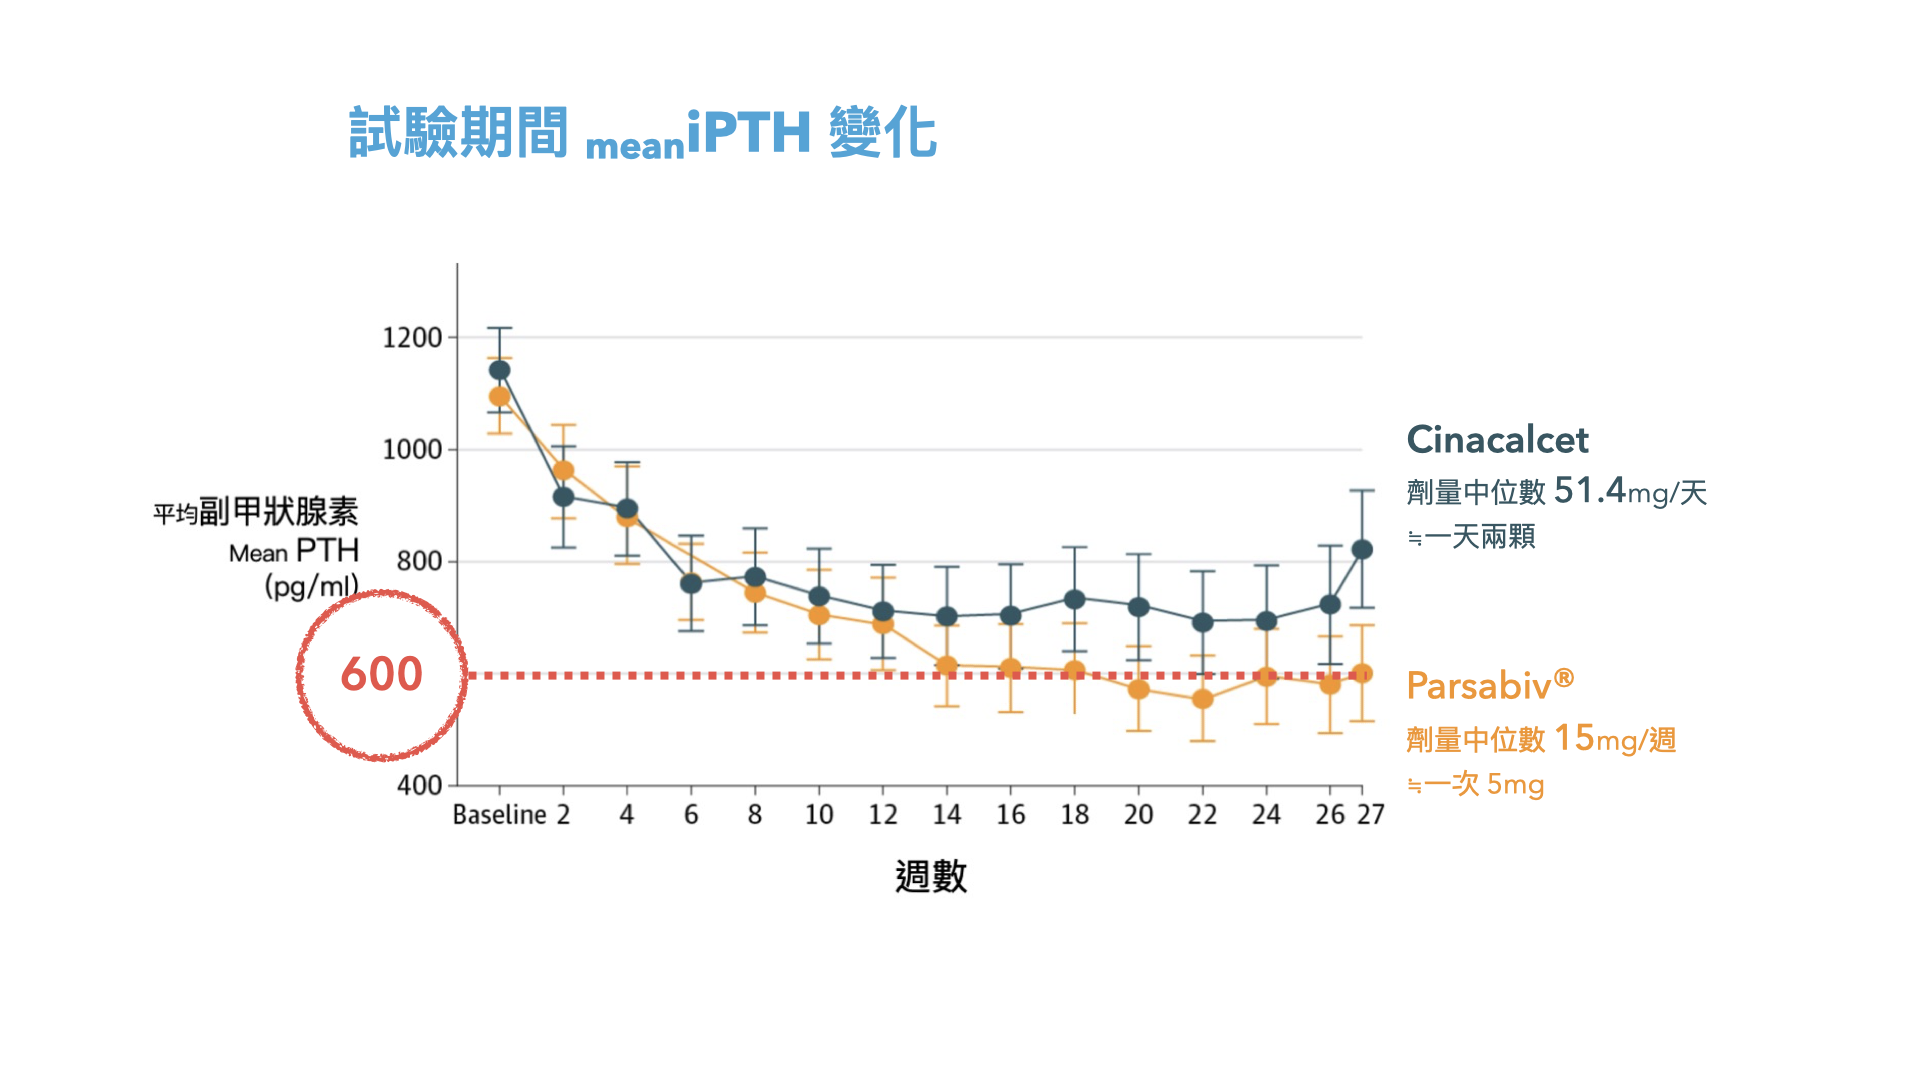 試驗期間 meaniPTH 變化
1200
1000
800
600
400
平均副甲狀腺素
Mean PTH
(pg/ml)
Baseline 2 4 6 8 10 12 14 16 18 20 22 24 26 27
週數
Cinacalcet
劑量中位數 51.4mg/天
≒一天兩顆
Parsabiv®
劑量中位數 15mg/週
≒一次 5mg